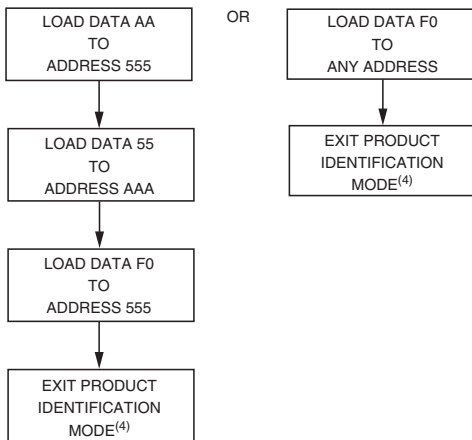 LOAD DATA AA
TO
ADDRESS 555
LOAD DATA 55
TO
ADDRESS AAA
LOAD DATA F0
TO
ADDRESS 555
EXIT PRODUCT
IDENTIFICATION
MODE(4)
OR
LOAD DATA F0
TO
ANY ADDRESS
EXIT PRODUCT
IDENTIFICATION
MODE(4)